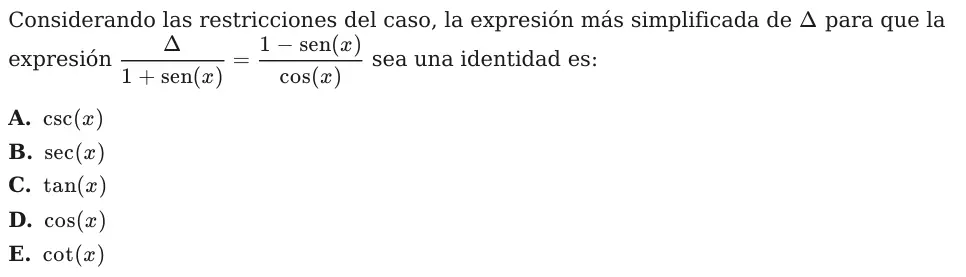 Considerando las restricciones del caso, la expresión más simplificada de Δ para que la
expresión Δ / (1 + sen(x)) = (1 − sen(x)) / cos(x) sea una identidad es:
A. csc(x)
B. sec(x)
C. tan(x)
D. cos(x)
E. cot(x)